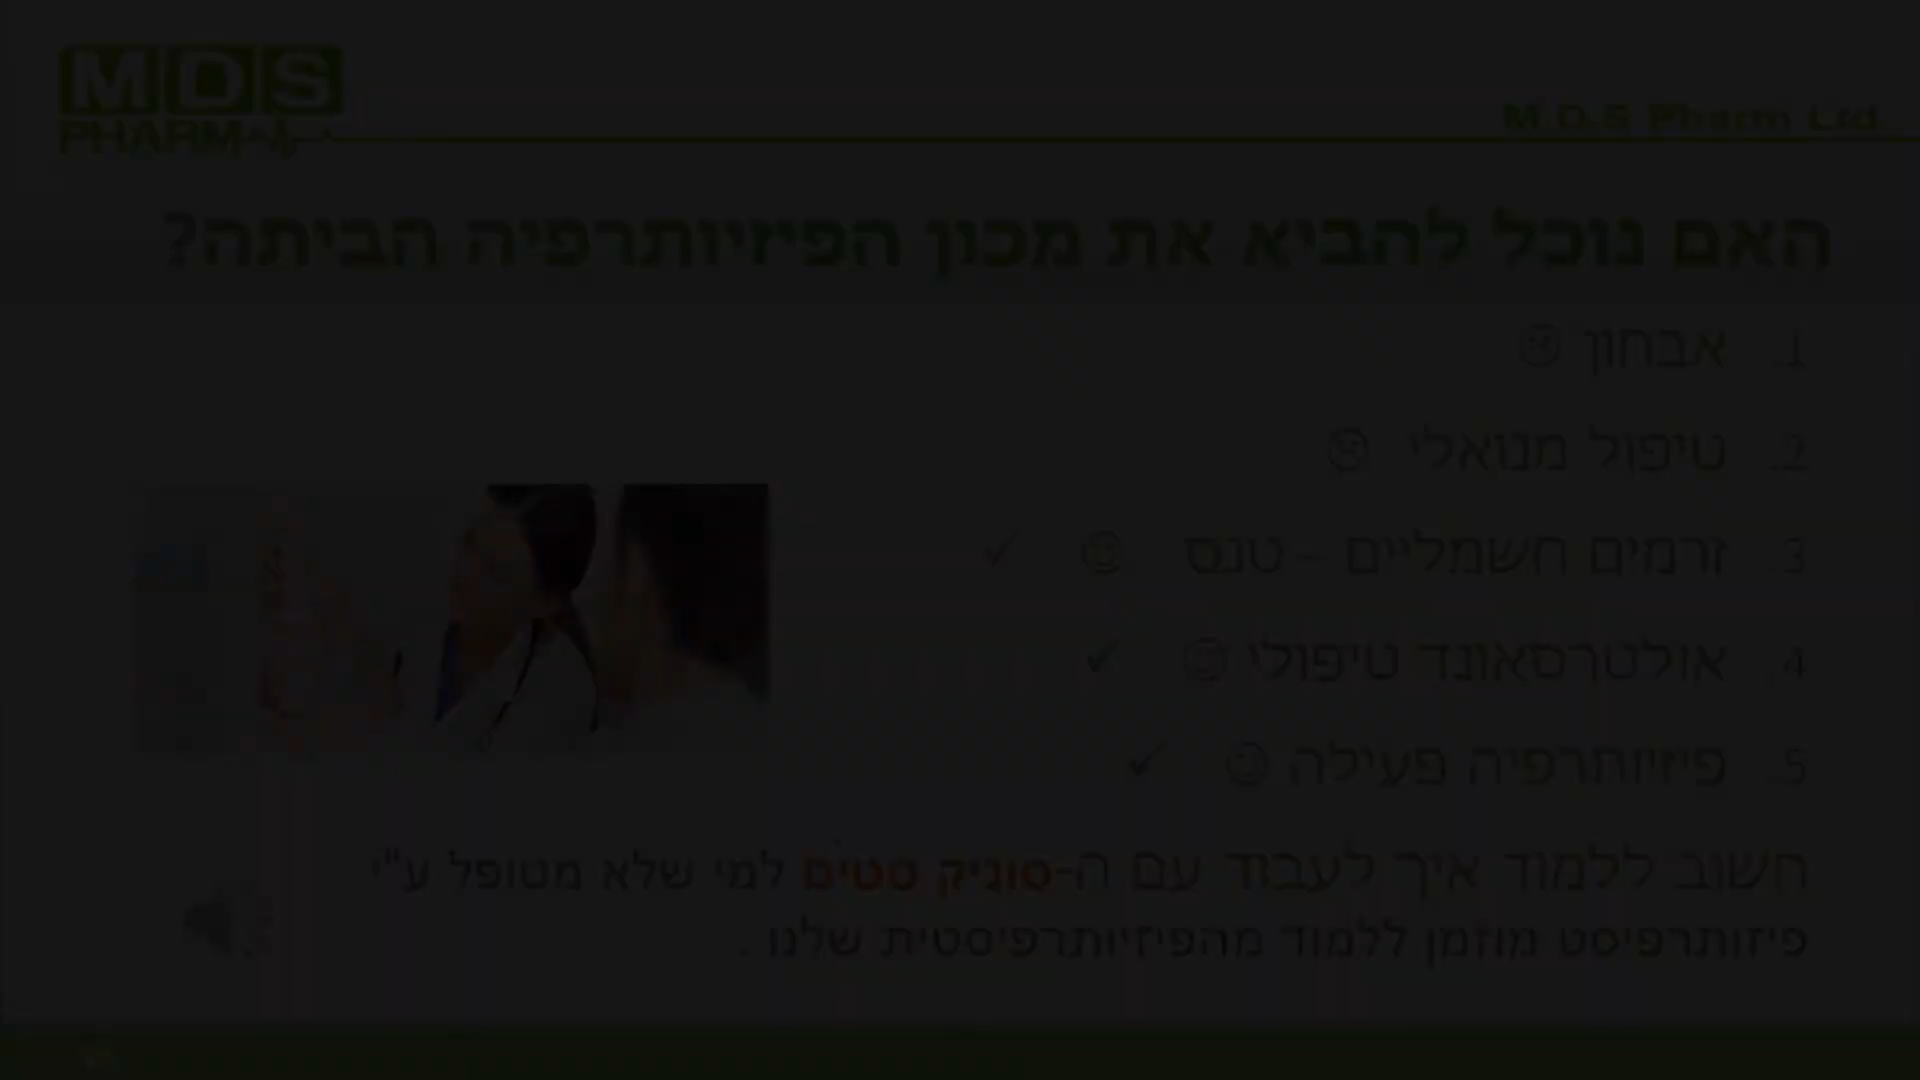 MDS
PHARM
M.D.S Pharm Ltd.
האם נוכל להביא את מכון הפיזיותרפיה הביתה?
1. אבחון ☹
2. טיפול מנואלי ☹
3. זרמים חשמליים – טנס ☺ ✓
4. אולטרסאונד טיפולי ☺ ✓
5. פיזיותרפיה פעילה ☺ ✓
חשוב ללמוד איך לעבוד עם ה-סוניק סטים למי שלא מטופל ע"י
פיזותרפיסט מוזמן ללמוד מהפיזיותרפיסטית שלנו .